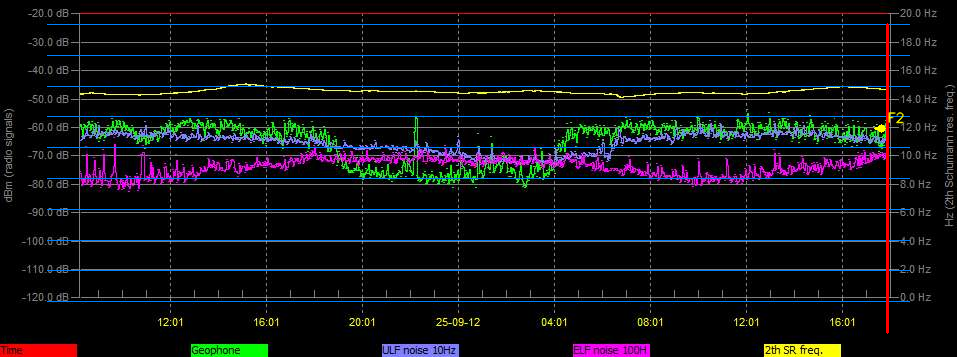 -20.0 dB 20.0 Hz
-30.0 dB 18.0 Hz
-40.0 dB 16.0 Hz
-50.0 dB 14.0 Hz
F2
-60.0 dB 12.0 Hz
-70.0 dB 10.0 Hz
-80.0 dB 8.0 Hz
-90.0 dB 6.0 Hz
-100.0 dB 4.0 Hz
-110.0 dB 2.0 Hz
-120.0 dB 0.0 Hz
dBm (radio signals)
Hz (2th Schumann res. freq.)
12:01 16:01 20:01 25-09-12 04:01 08:01 12:01 16:01
Time Geophone ULF noise 10Hz ELF noise 100H 2th SR freq.